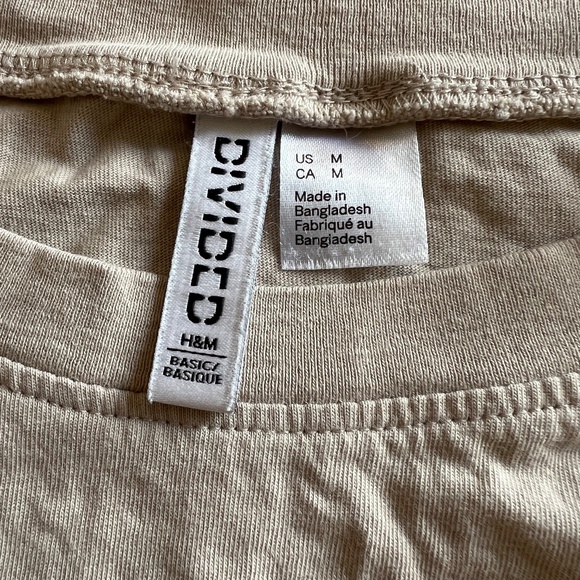 DIVIDED
H&M
BASIC/
BASIQUE
US M
CA M
Made in
Bangladesh
Fabriqué au
Bangladesh